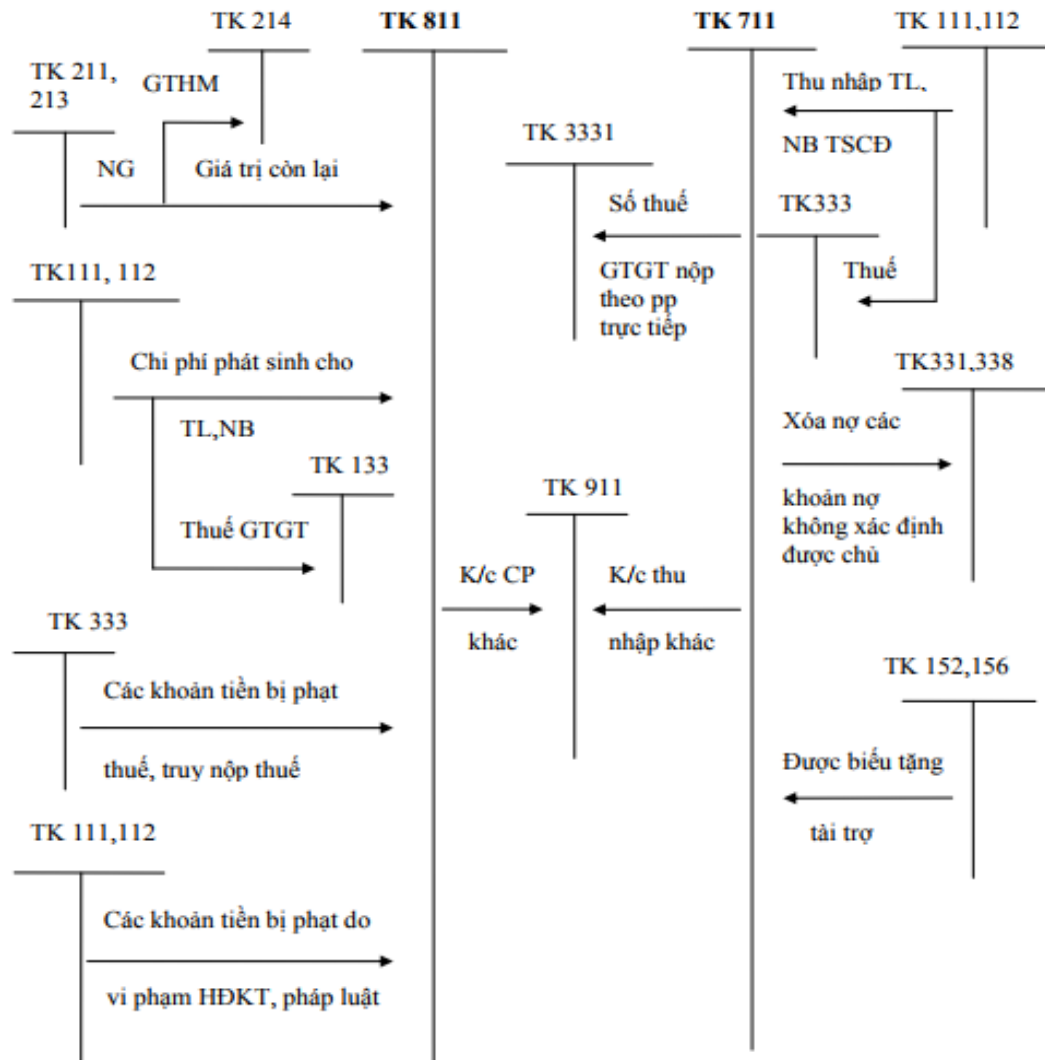 TK 214
TK 811
TK 711
TK 111,112
TK 211,
213
GTHM
NG
Giá trị còn lại
TK 3331
Thu nhập TL,
NB TSCĐ
Số thuế
GTGT nộp
theo pp
trực tiếp
TK333
Thuế
TK111, 112
Chi phí phát sinh cho
TL,NB
TK 133
Thuế GTGT
TK331,338
Xóa nợ các
khoản nợ
không xác định
được chủ
TK 911
K/c CP
khác
K/c thu
nhập khác
TK 333
Các khoản tiền bị phạt
thuế, truy nộp thuế
TK 152,156
Được biếu tặng
tài trợ
TK 111,112
Các khoản tiền bị phạt do
vi phạm HĐKT, pháp luật